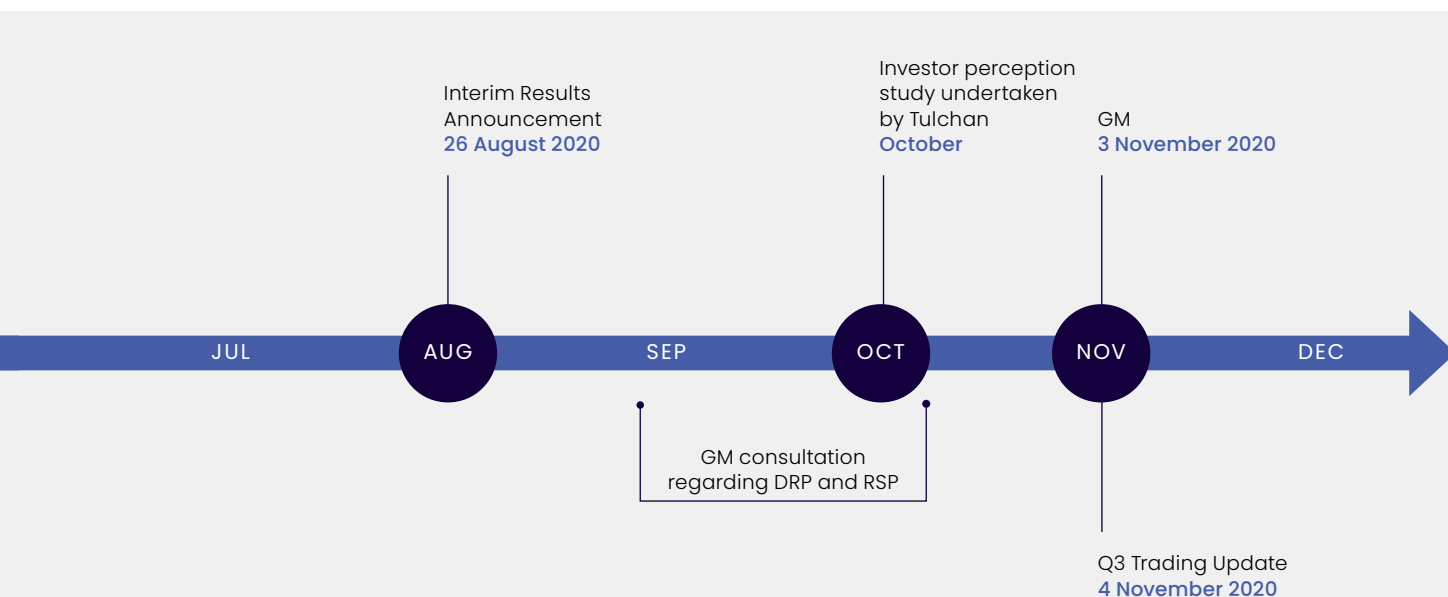 Interim Results
Announcement
26 August 2020
Investor perception
study undertaken
by Tulchan
October
GM
3 November 2020
JUL
AUG
SEP
OCT
NOV
DEC
GM consultation
regarding DRP and RSP
Q3 Trading Update
4 November 2020